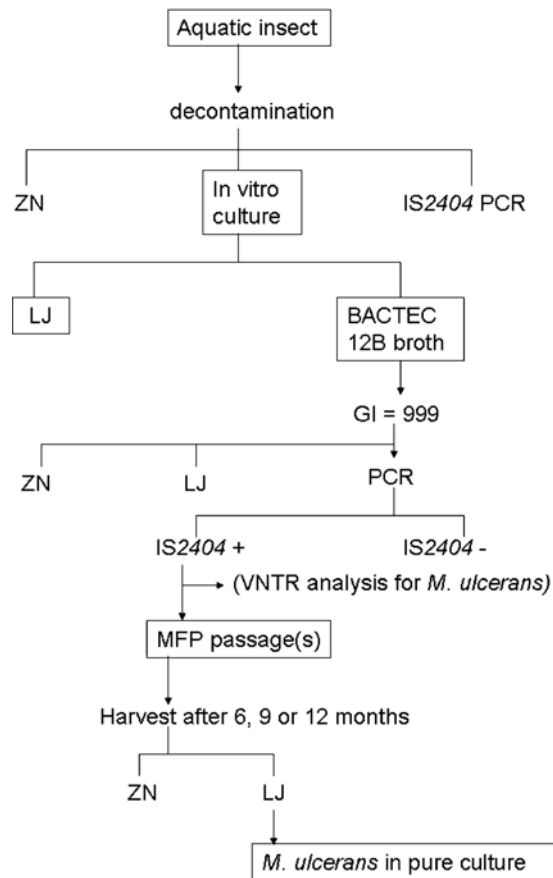 Aquatic insect
decontamination
ZN
In vitro
culture
IS2404 PCR
LJ
BACTEC
12B broth
GI = 999
ZN
LJ
PCR
IS2404 +
IS2404 -
(VNTR analysis for M. ulcerans)
MFP passage(s)
Harvest after 6, 9 or 12 months
ZN
LJ
M. ulcerans in pure culture